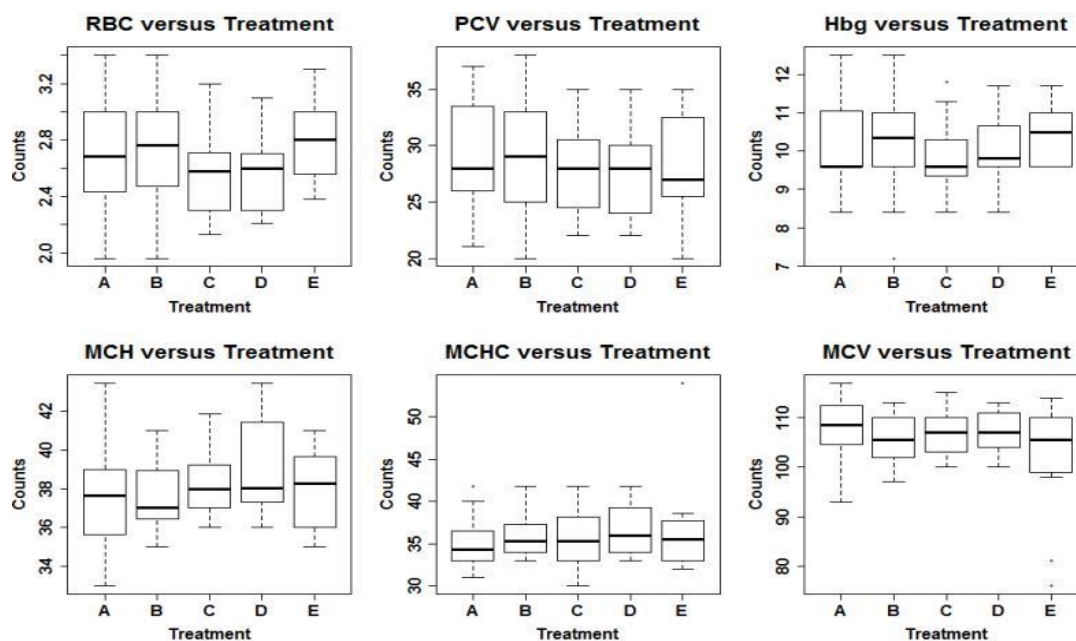 RBC versus Treatment
Counts
3.2
2.8
2.4
2.0
A B C D E
Treatment
PCV versus Treatment
Counts
35
30
25
20
A B C D E
Treatment
Hbg versus Treatment
Counts
12
11
10
9
8
7
A B C D E
Treatment
MCH versus Treatment
Counts
42
40
38
36
34
A B C D E
Treatment
MCHC versus Treatment
Counts
50
45
40
35
30
A B C D E
Treatment
MCV versus Treatment
Counts
110
100
90
80
A B C D E
Treatment